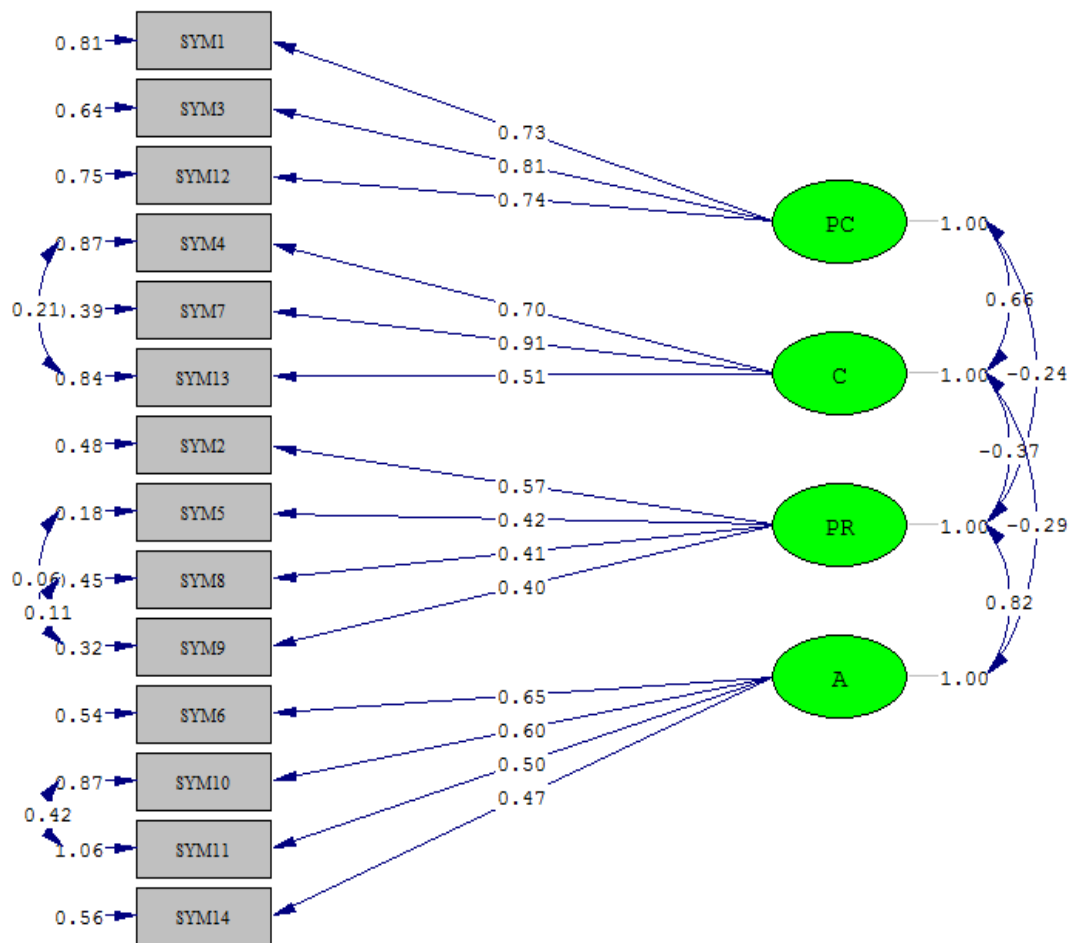 0.81 SYM1
0.73
0.64 SYM3
0.81
0.75 SYM12
0.74
PC 1.00
0.87 SYM4
0.70
0.66
0.21 0.39 SYM7
0.91
0.84 SYM13
0.51
C 1.00 -0.24
0.48 SYM2
0.57
-0.37
0.18 SYM5
0.42
PR 1.00 -0.29
0.06 0.45 SYM8
0.41
0.11
0.40
0.32 SYM9
0.82
A 1.00
0.54 SYM6
0.65
0.60
0.87 SYM10
0.50
0.42
0.47
1.06 SYM11
0.56 SYM14